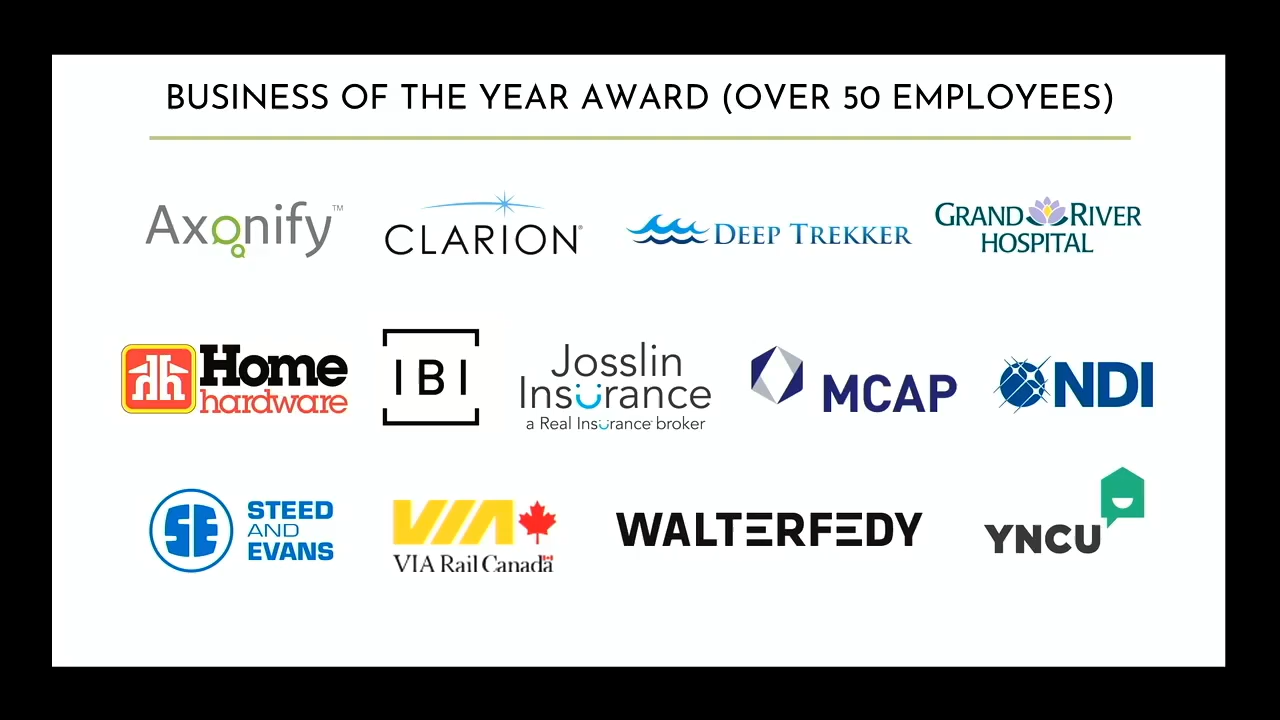 BUSINESS OF THE YEAR AWARD (OVER 50 EMPLOYEES)
Axonify™
CLARION®
DEEP TREKKER
GRAND RIVER
HOSPITAL
Home
hardware
IBI
Josslin
Insurance
a Real Insurance broker
MCAP
NDI
SE
STEED
AND
EVANS
VIA
VIA Rail Canada
WALTERFEDY
YNCU